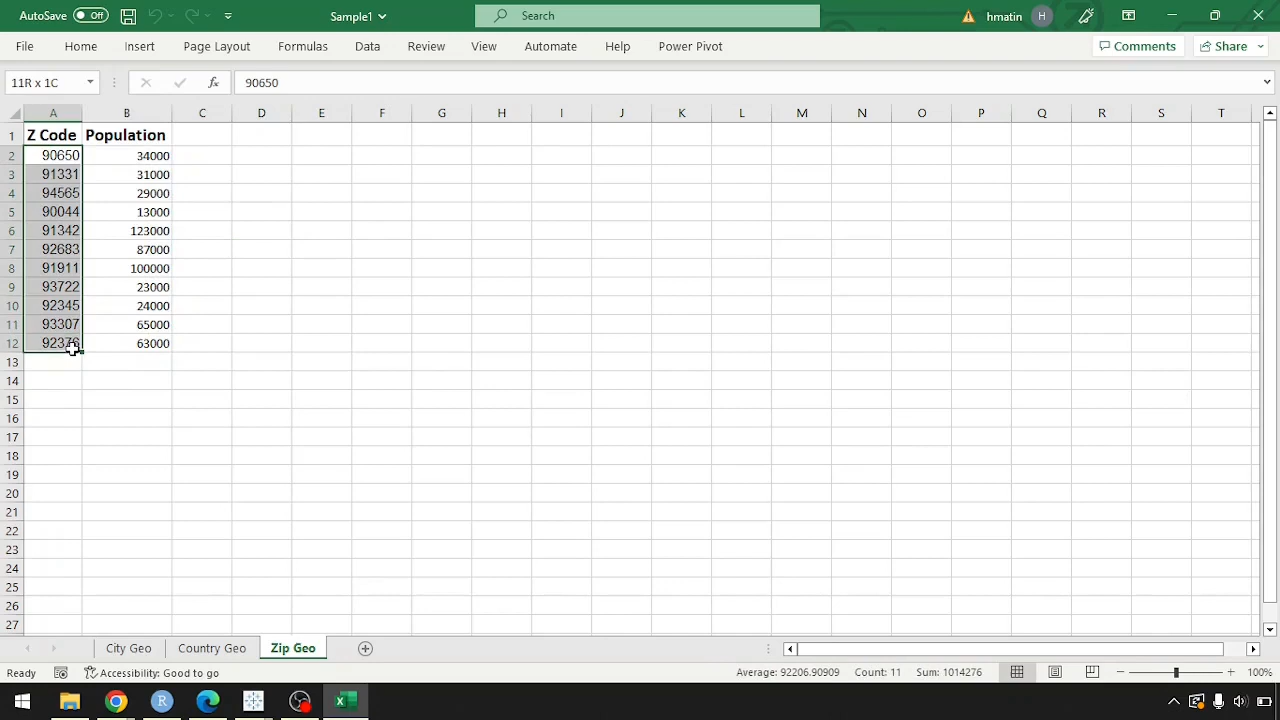 AutoSave Off Sample1 Search hmatin H
File Home Insert Page Layout Formulas Data Review View Automate Help Power Pivot Comments Share
11R x 1C fx 90650
A B C D E F G H I J K L M N O P Q R S T
1 Z Code Population
2 90650 34000
3 91331 31000
4 94565 29000
5 90044 13000
6 91342 123000
7 92683 87000
8 91911 100000
9 93722 23000
10 92345 24000
11 93307 65000
12 92376 63000
13
14
15
16
17
18
19
20
21
22
23
24
25
26
27
City Geo Country Geo Zip Geo
Ready Accessibility: Good to go Average: 92206.90909 Count: 11 Sum: 1014276 100%
R